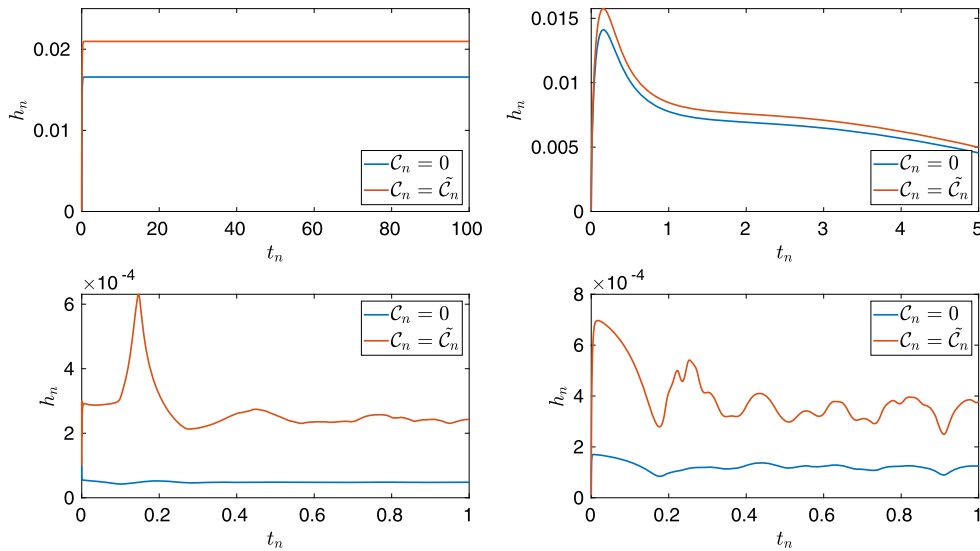 0.02
0.01
0
h_n
0 20 40 60 80 100
t_n
C_n = 0
C_n = C̃_n
0.015
0.01
0.005
0
h_n
0 1 2 3 4 5
t_n
C_n = 0
C_n = C̃_n
×10^-4
6
4
2
0
h_n
0 0.2 0.4 0.6 0.8 1
t_n
C_n = 0
C_n = C̃_n
×10^-4
8
6
4
2
0
h_n
0 0.2 0.4 0.6 0.8 1
t_n
C_n = 0
C_n = C̃_n